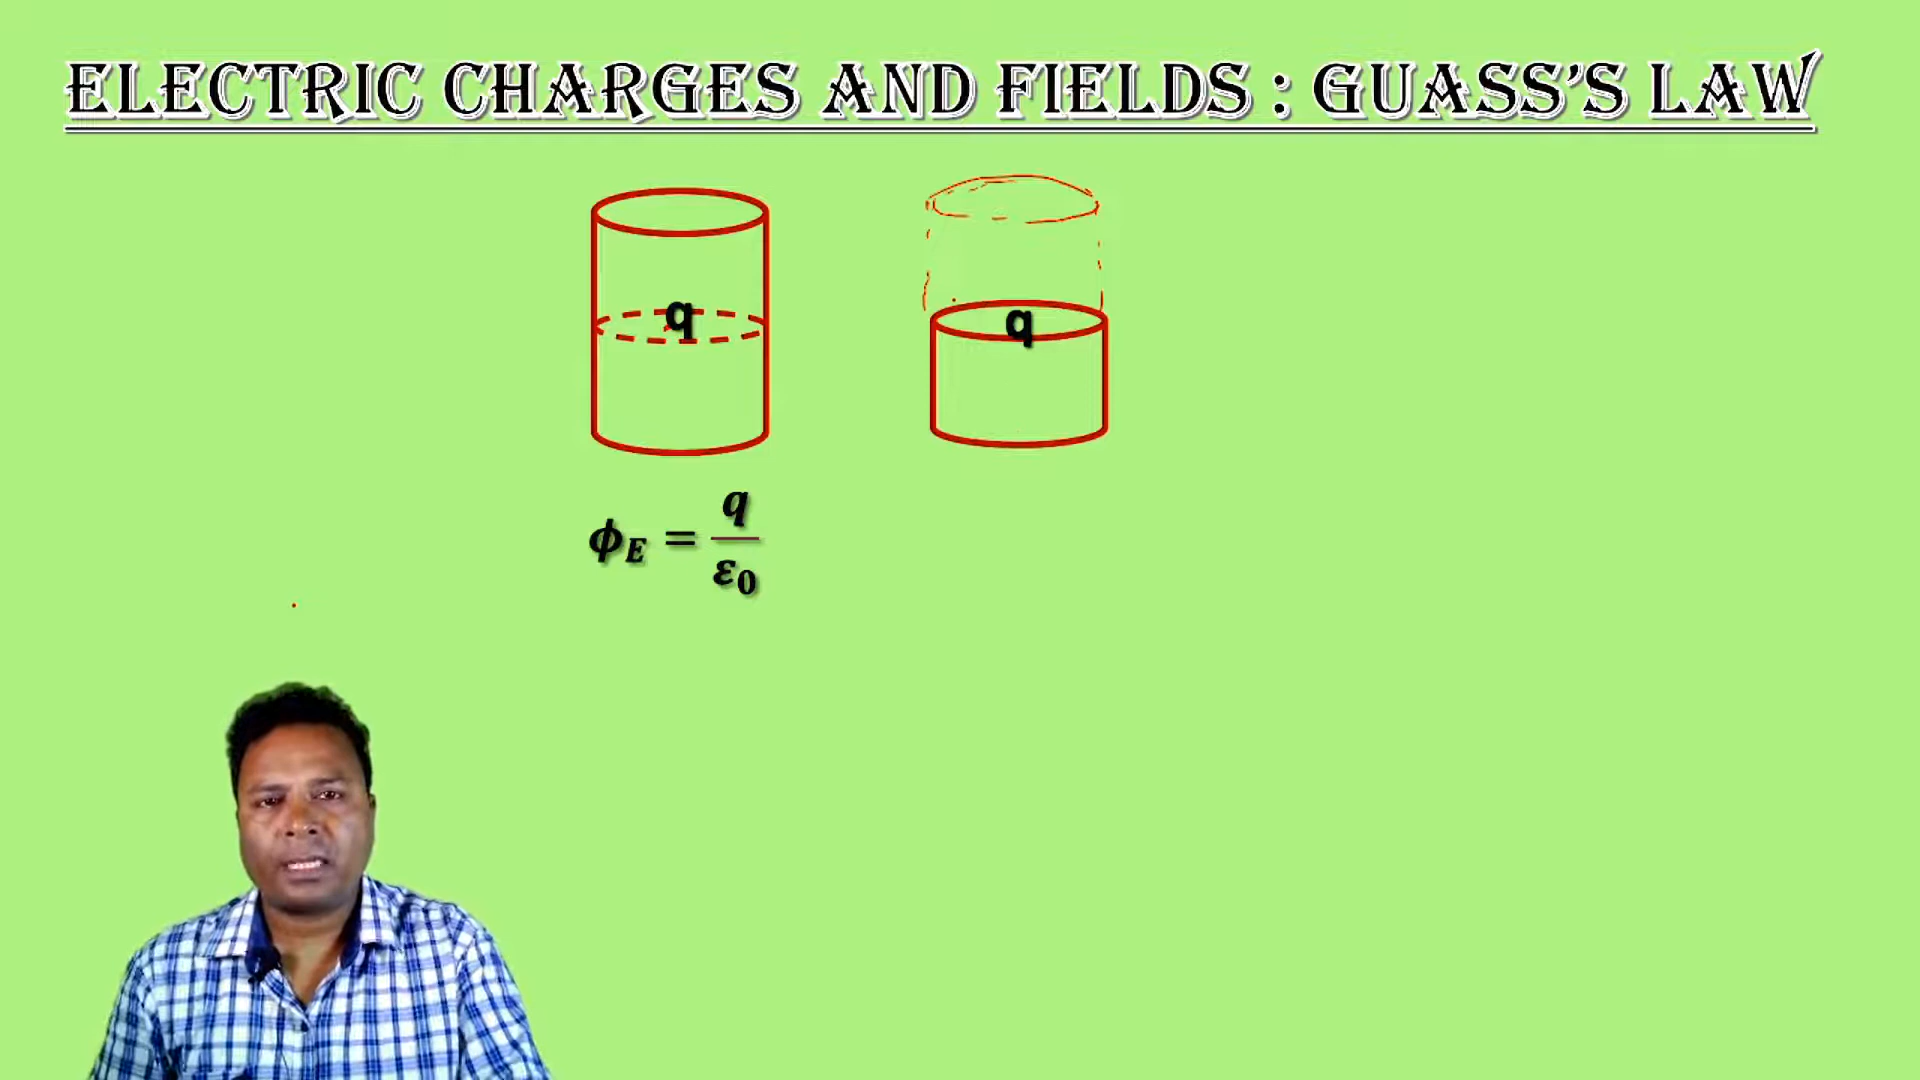 ELECTRIC CHARGES AND FIELDS : GUASS'S LAW
q q
ϕE = q/ε0